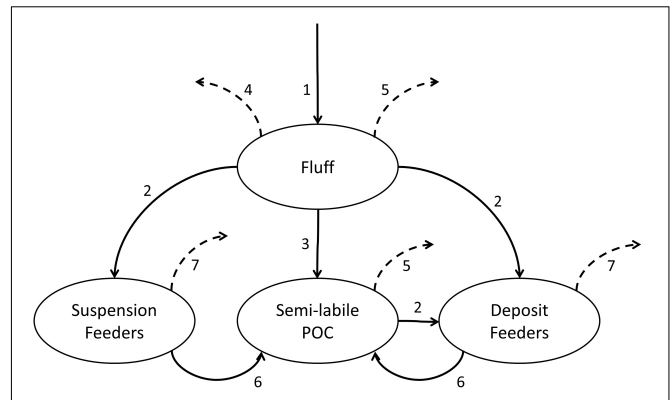 4
1
5
Fluff
2
2
3
7
5
7
Suspension
Feeders
Semi-labile
POC
2
Deposit
Feeders
6
6